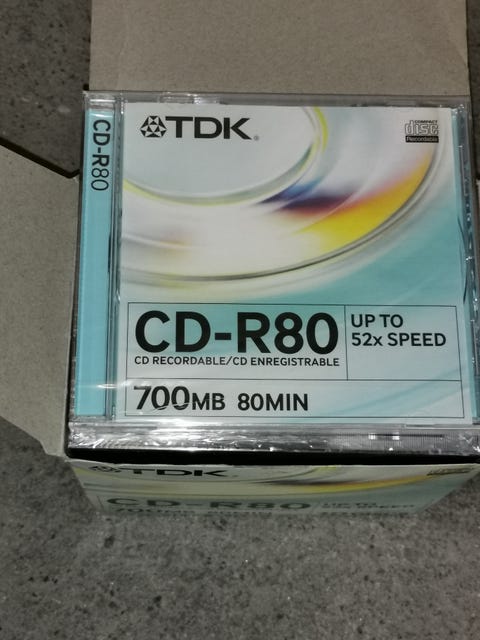 CD-R80
TDK
COMPACT
disc
Recordable
CD-R80
CD RECORDABLE/CD ENREGISTRABLE
UP TO
52x SPEED
700MB 80MIN
TDK
CD-R80